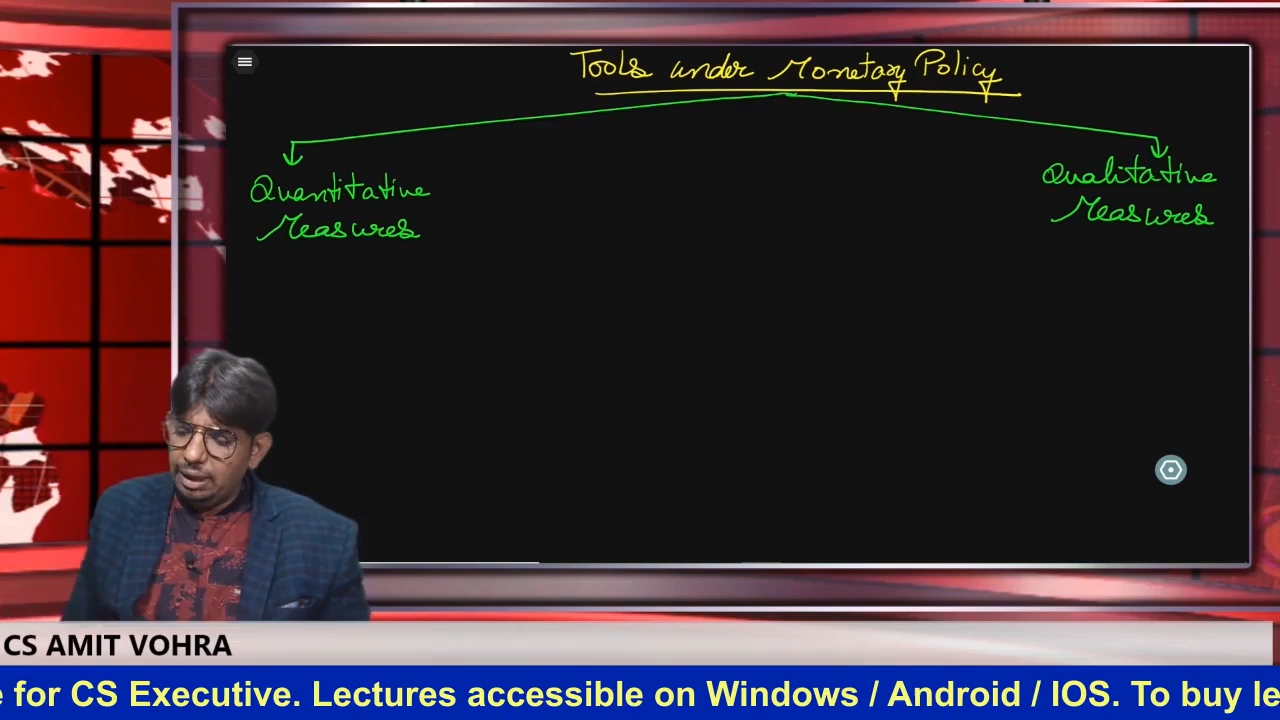 Tools under Monetary Policy
Quantitative
Measures
Qualitative
Measures
CS AMIT VOHRA
e for CS Executive. Lectures accessible on Windows / Android / IOS. To buy le